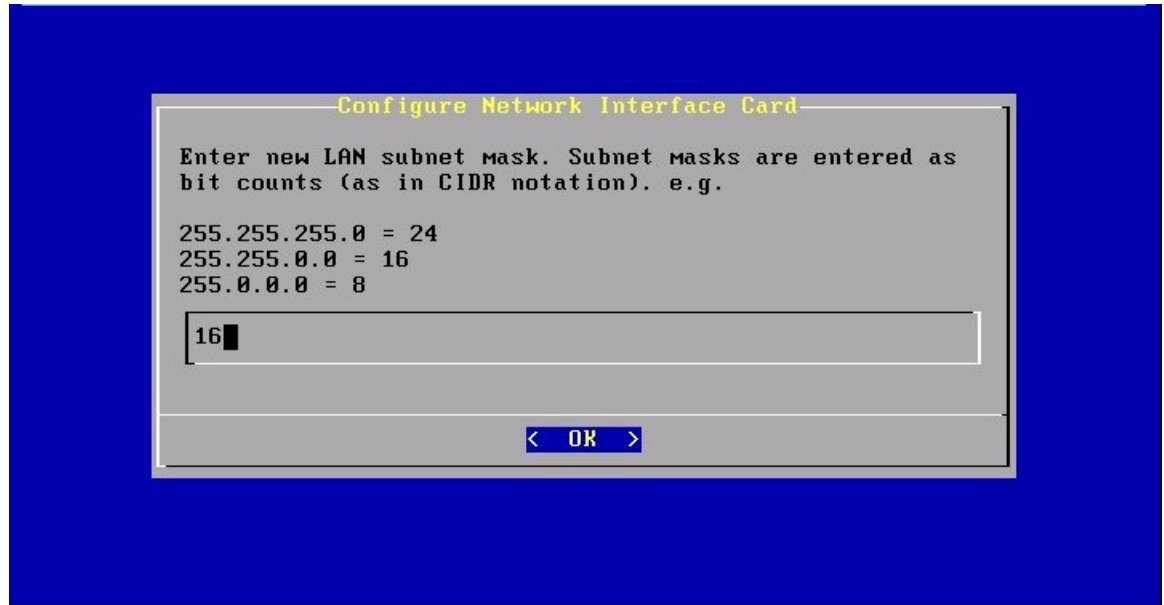 Configure Network Interface Card
Enter new LAN subnet mask. Subnet masks are entered as
bit counts (as in CIDR notation). e.g.
255.255.255.0 = 24
255.255.0.0 = 16
255.0.0.0 = 8
16
< OK >